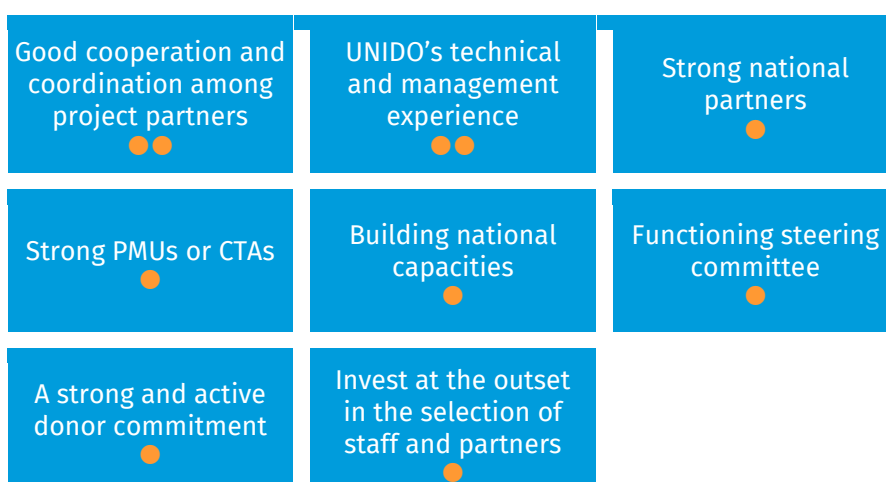 Good cooperation and
coordination among
project partners
UNIDO's technical
and management
experience
Strong national
partners
Strong PMUs or CTAs
Building national
capacities
Functioning steering
committee
A strong and active
donor commitment
Invest at the outset
in the selection of
staff and partners